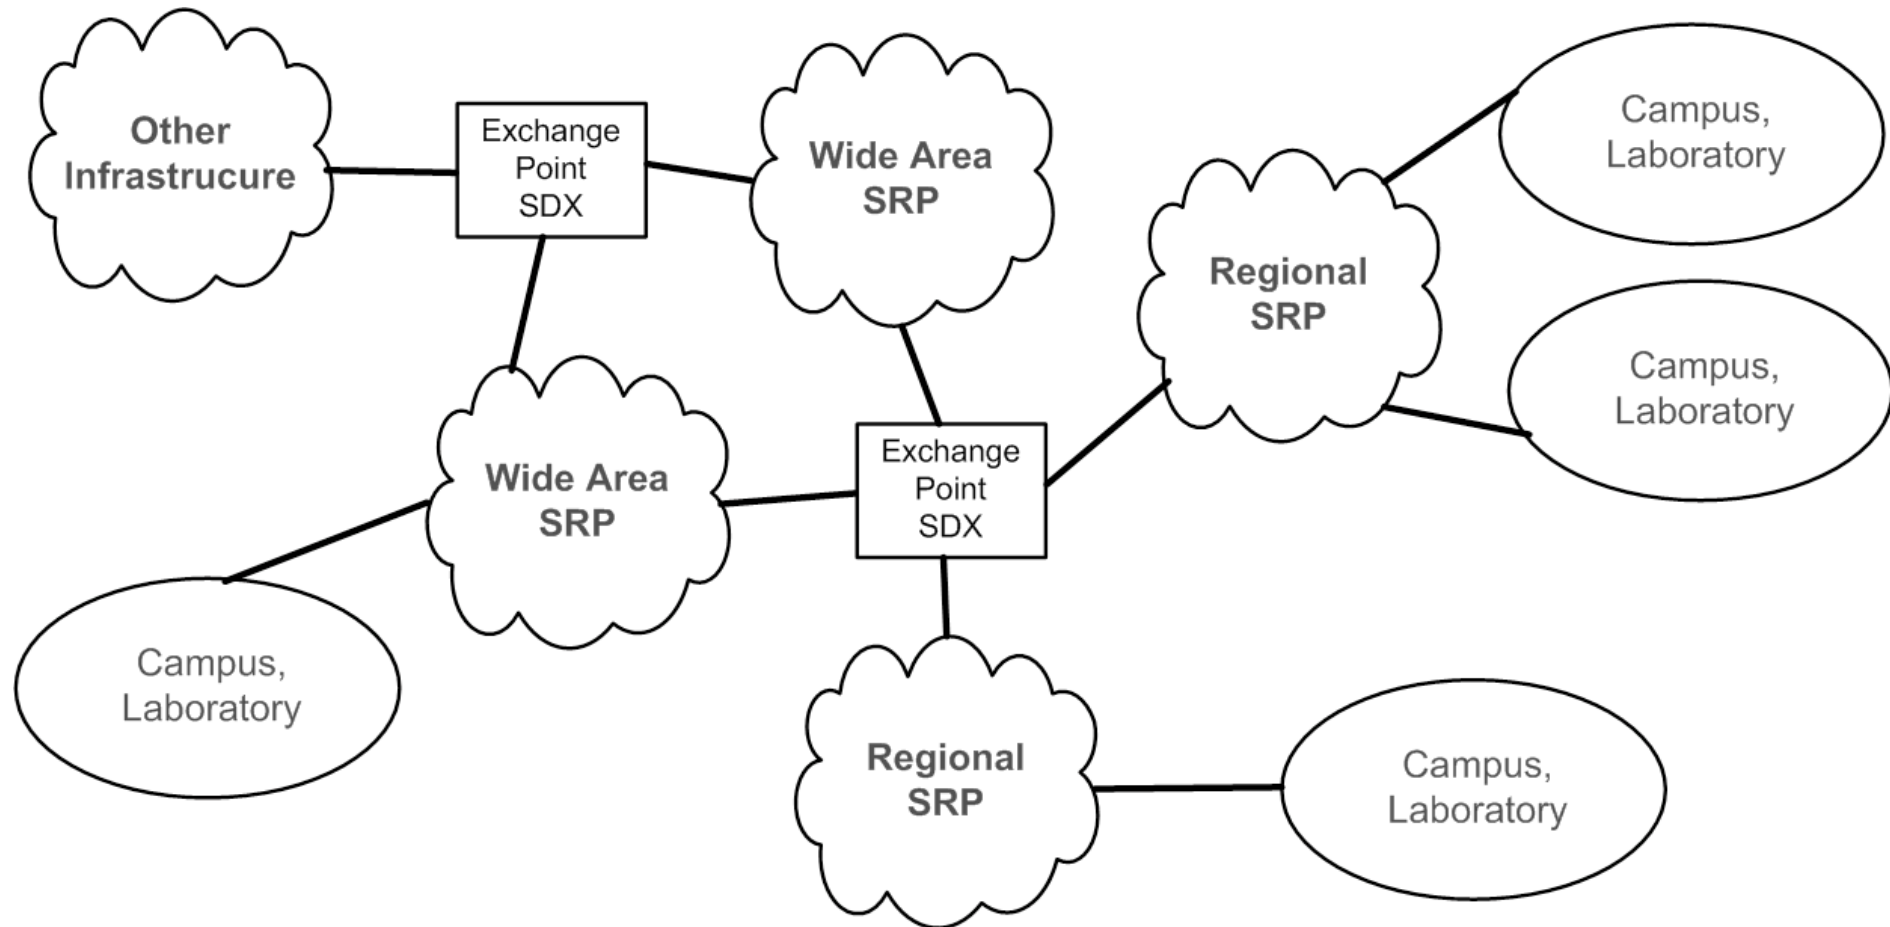 Other
Infrastrucure
Exchange
Point
SDX
Wide Area
SRP
Campus,
Laboratory
Regional
SRP
Campus,
Laboratory
Wide Area
SRP
Exchange
Point
SDX
Campus,
Laboratory
Regional
SRP
Campus,
Laboratory